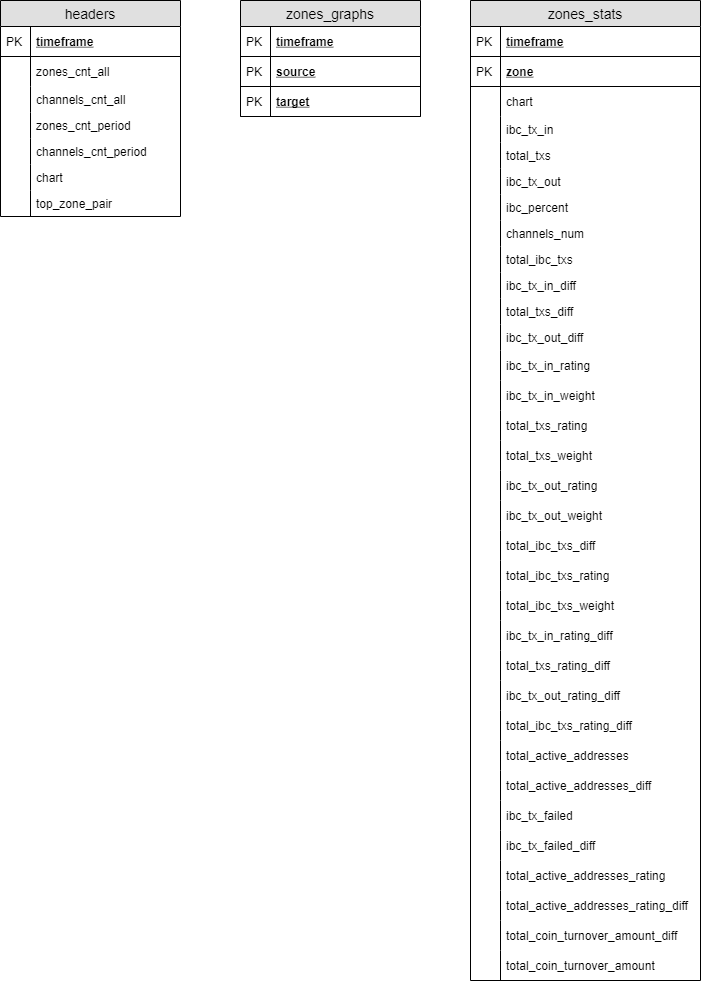 headers
PK timeframe
zones_cnt_all
channels_cnt_all
zones_cnt_period
channels_cnt_period
chart
top_zone_pair
zones_graphs
PK timeframe
PK source
PK target
zones_stats
PK timeframe
PK zone
chart
ibc_tx_in
total_txs
ibc_tx_out
ibc_percent
channels_num
total_ibc_txs
ibc_tx_in_diff
total_txs_diff
ibc_tx_out_diff
ibc_tx_in_rating
ibc_tx_in_weight
total_txs_rating
total_txs_weight
ibc_tx_out_rating
ibc_tx_out_weight
total_ibc_txs_diff
total_ibc_txs_rating
total_ibc_txs_weight
ibc_tx_in_rating_diff
total_txs_rating_diff
ibc_tx_out_rating_diff
total_ibc_txs_rating_diff
total_active_addresses
total_active_addresses_diff
ibc_tx_failed
ibc_tx_failed_diff
total_active_addresses_rating
total_active_addresses_rating_diff
total_coin_turnover_amount_diff
total_coin_turnover_amount